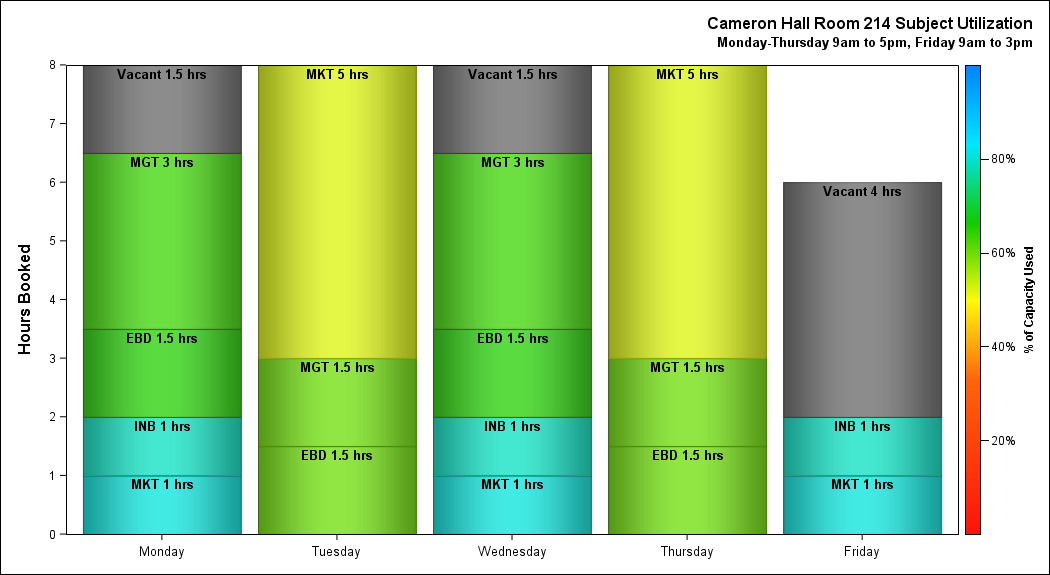 Cameron Hall Room 214 Subject Utilization
Monday-Thursday 9am to 5pm, Friday 9am to 3pm
Hours Booked
8
7
6
5
4
3
2
1
0
Vacant 1.5 hrs
MGT 3 hrs
EBD 1.5 hrs
INB 1 hrs
MKT 1 hrs
MKT 5 hrs
MGT 1.5 hrs
EBD 1.5 hrs
Vacant 1.5 hrs
MGT 3 hrs
EBD 1.5 hrs
INB 1 hrs
MKT 1 hrs
MKT 5 hrs
MGT 1.5 hrs
EBD 1.5 hrs
Vacant 4 hrs
INB 1 hrs
MKT 1 hrs
Monday
Tuesday
Wednesday
Thursday
Friday
80%
60%
40%
20%
% of Capacity Used